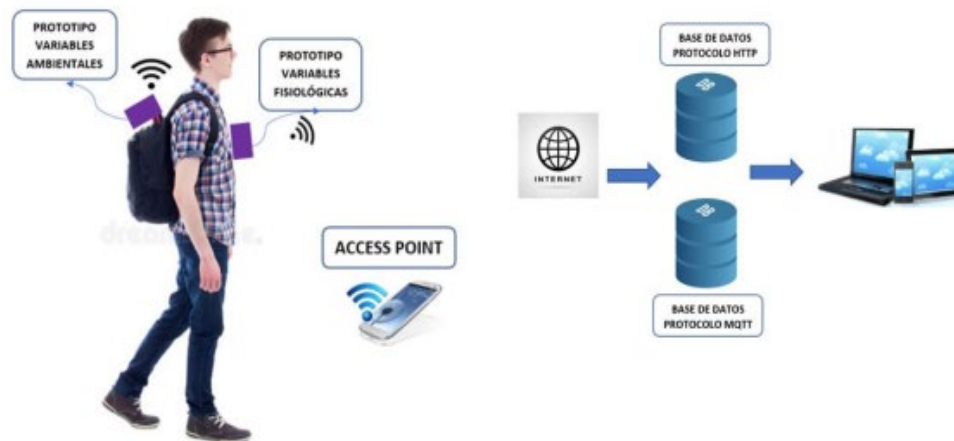 PROTOTIPO
VARIABLES
AMBIENTALES
PROTOTIPO
VARIABLES
FISIOLÓGICAS
ACCESS POINT
INTERNET
BASE DE DATOS
PROTOCOLO HTTP
BASE DE DATOS
PROTOCOLO MQTT